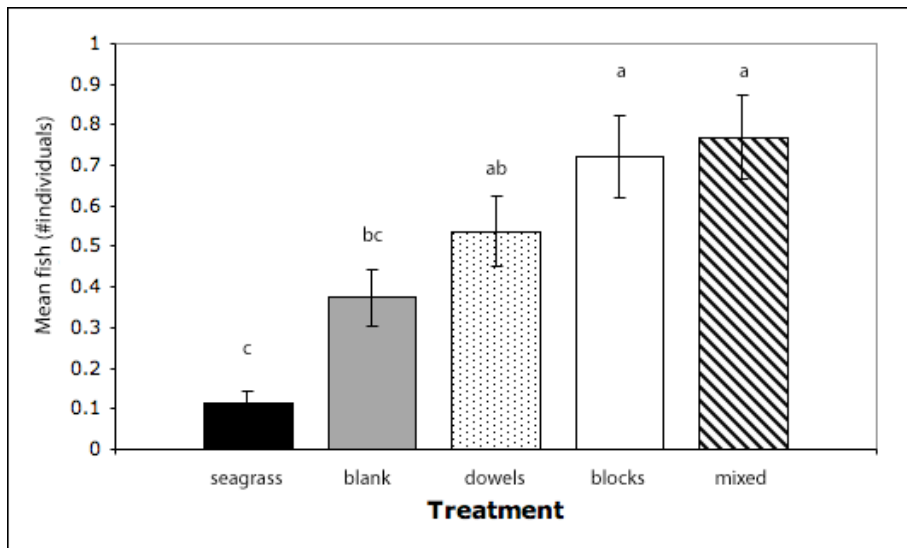 Mean fish (#individuals)
1
0.9
0.8
0.7
0.6
0.5
0.4
0.3
0.2
0.1
0
c
bc
ab
a
a
seagrass blank dowels blocks mixed
Treatment